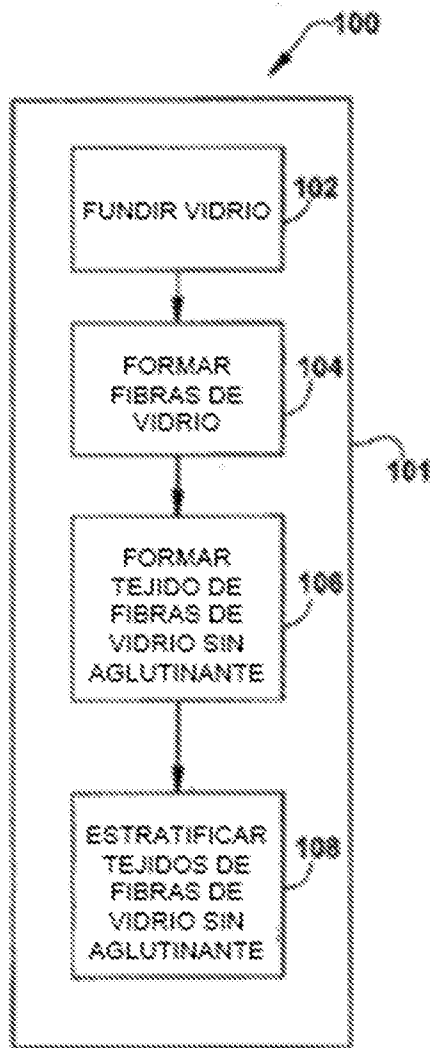 100
FUNDIR VIDRIO
102
FORMAR
FIBRAS DE
VIDRIO
104
101
FORMAR
TEJIDO DE
FIBRAS DE
VIDRIO SIN
AGLUTINANTE
106
ESTRATIFICAR
TEJIDOS DE
FIBRAS DE
VIDRIO SIN
AGLUTINANTE
108